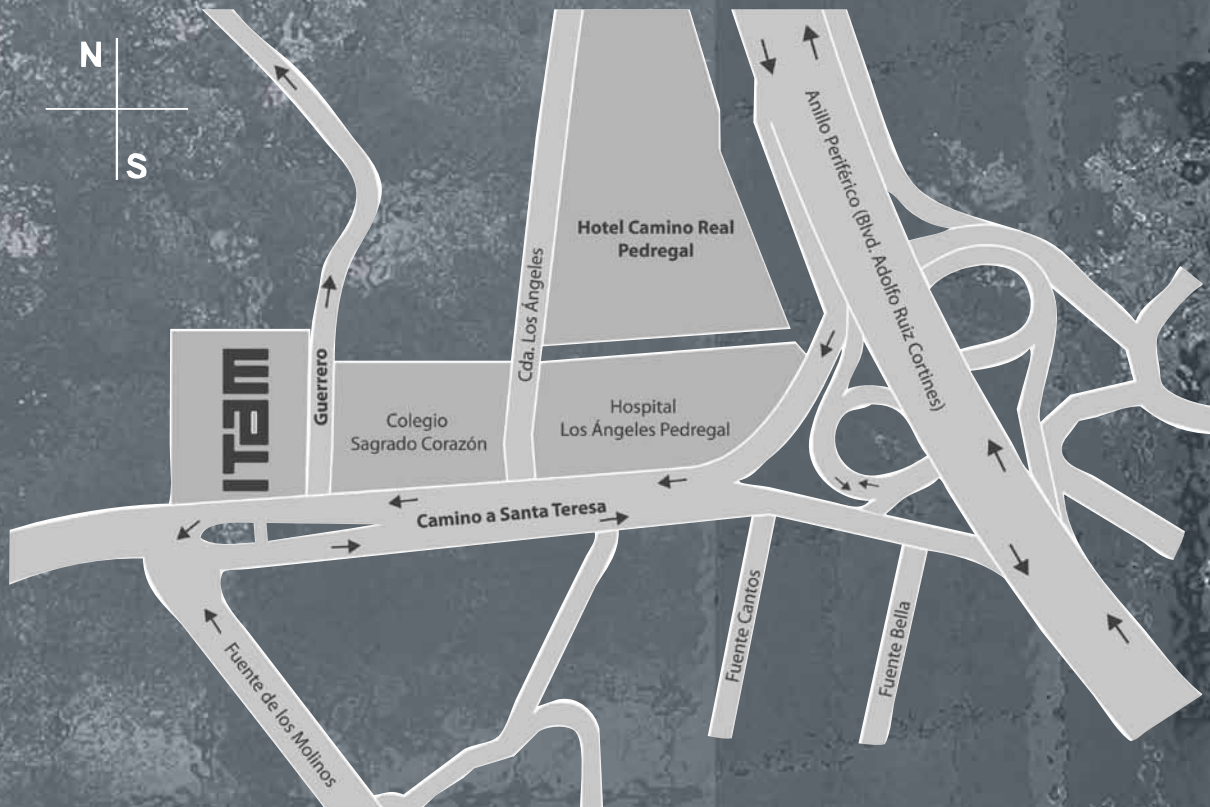 N
S
Anillo Periférico (Blvd. Adolfo Ruiz Cortines)
Hotel Camino Real
Pedregal
Cda. Los Ángeles
Guerrero
ITAM
Colegio
Sagrado Corazón
Hospital
Los Ángeles Pedregal
Camino a Santa Teresa
Fuente Cantos
Fuente Bella
Fuente de los Molinos